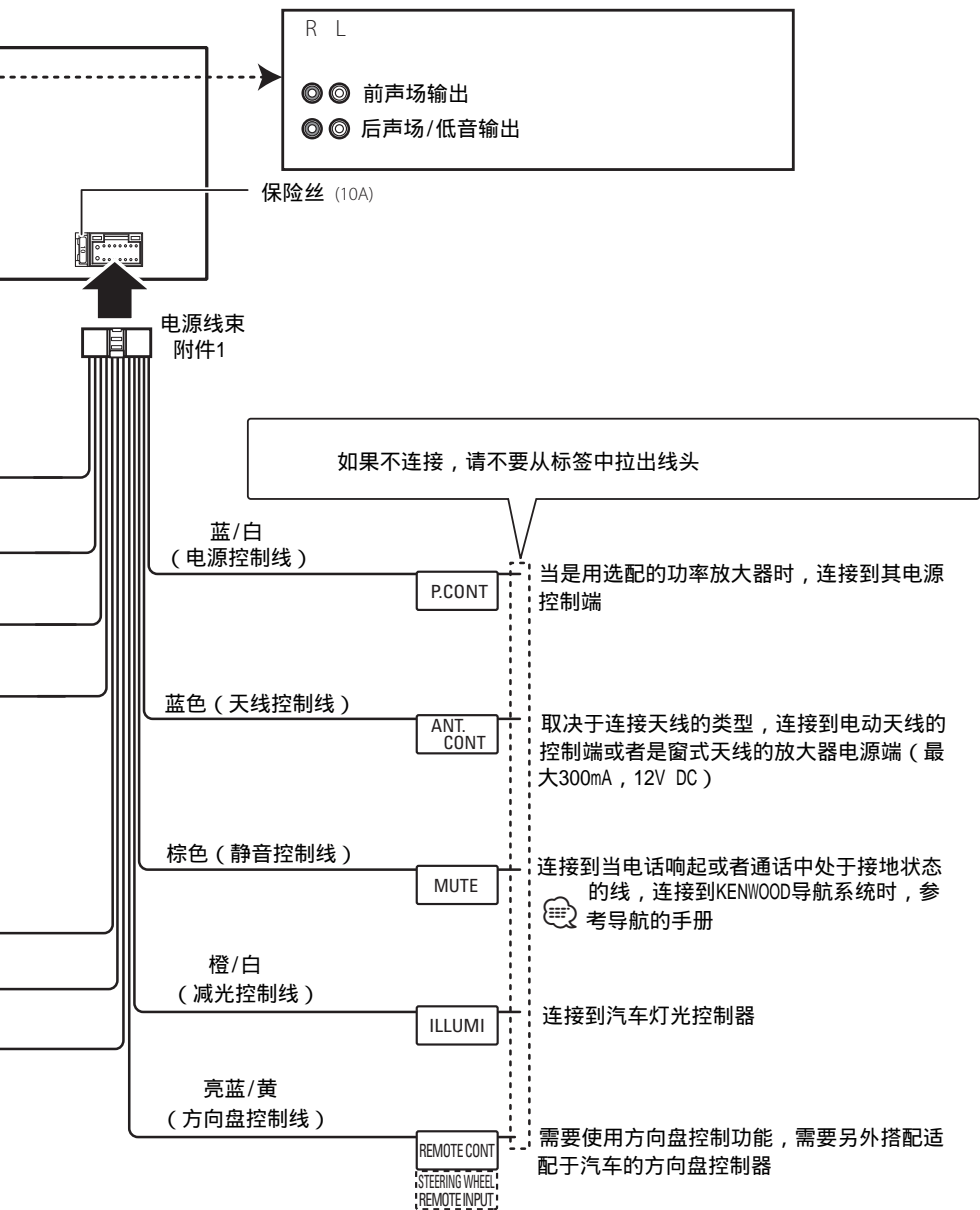 R L
前声场输出
后声场/低音输出
保险丝 (10A)
电源线束
附件1
如果不连接，请不要从标签中拉出线头
蓝/白
（电源控制线）
P.CONT
当是用选配的功率放大器时，连接到其电源
控制端
蓝色（天线控制线）
ANT.
CONT
取决于连接天线的类型，连接到电动天线的
控制端或者是窗式天线的放大器电源端（最
大300mA，12V DC）
棕色（静音控制线）
MUTE
连接到当电话响起或者通话中处于接地状态
的线，连接到KENWOOD导航系统时，参
考导航的手册
橙/白
（减光控制线）
ILLUMI
连接到汽车灯光控制器
亮蓝/黄
（方向盘控制线）
REMOTE CONT
STEERING WHEEL
REMOTE INPUT
需要使用方向盘控制功能，需要另外搭配适
配于汽车的方向盘控制器